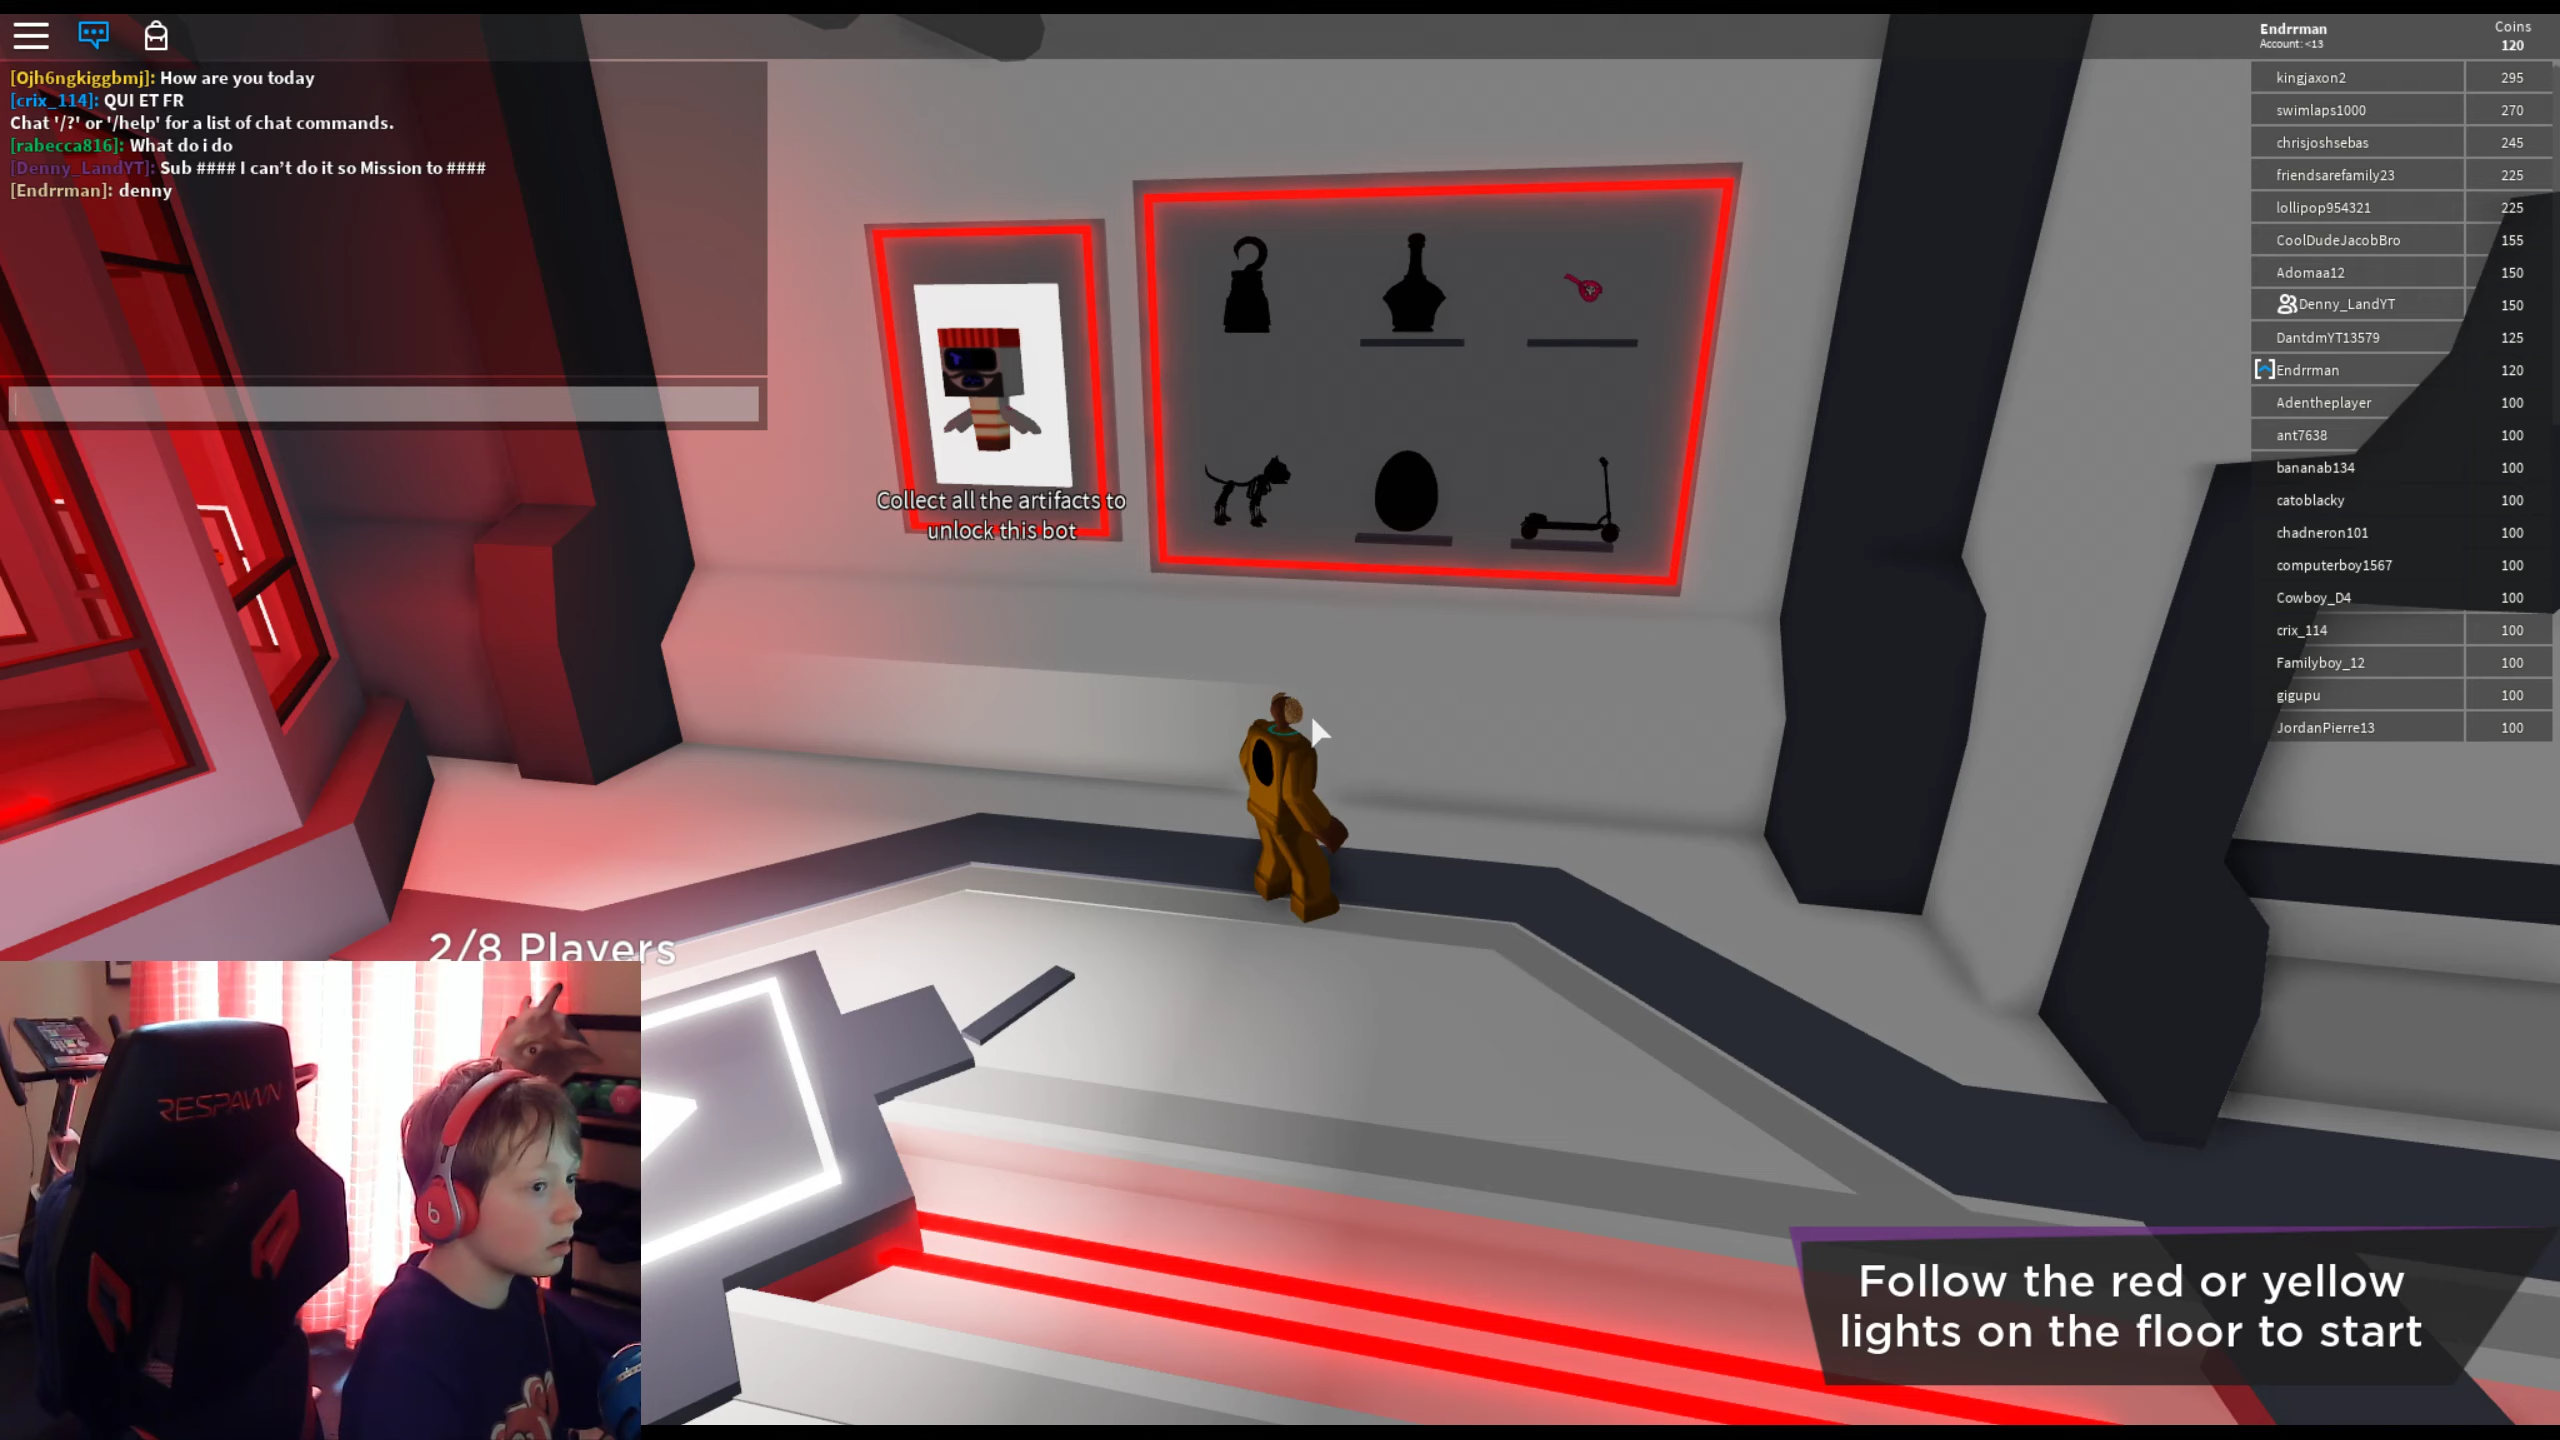 [Ojh6ngkiggbmj]: How are you today
[crix_114]: QUI ET FR
Chat '/?' or '/help' for a list of chat commands.
[rabecca816]: What do i do
[Denny_LandYT]: Sub #### I can't do it so Mission to ####
[Endrrman]: denny
Endrrman Coins
Account: <13 120
kingjaxon2 295
swimlaps1000 270
chrisjoshsebas 245
friendsarefamily23 225
lollipop954321 225
CoolDudeJacobBro 155
Adomaa12 150
Denny_LandYT 150
DantdmYT13579 125
Endrrman 120
Adentheplayer 100
ant7638 100
bananab134 100
catoblacky 100
chadneron101 100
computerboy1567 100
Cowboy_D4 100
crix_114 100
Familyboy_12 100
gigupu 100
JordanPierre13 100
Collect all the artifacts to
unlock this bot
2/8 Players
RESPAWN
b
Follow the red or yellow
lights on the floor to start